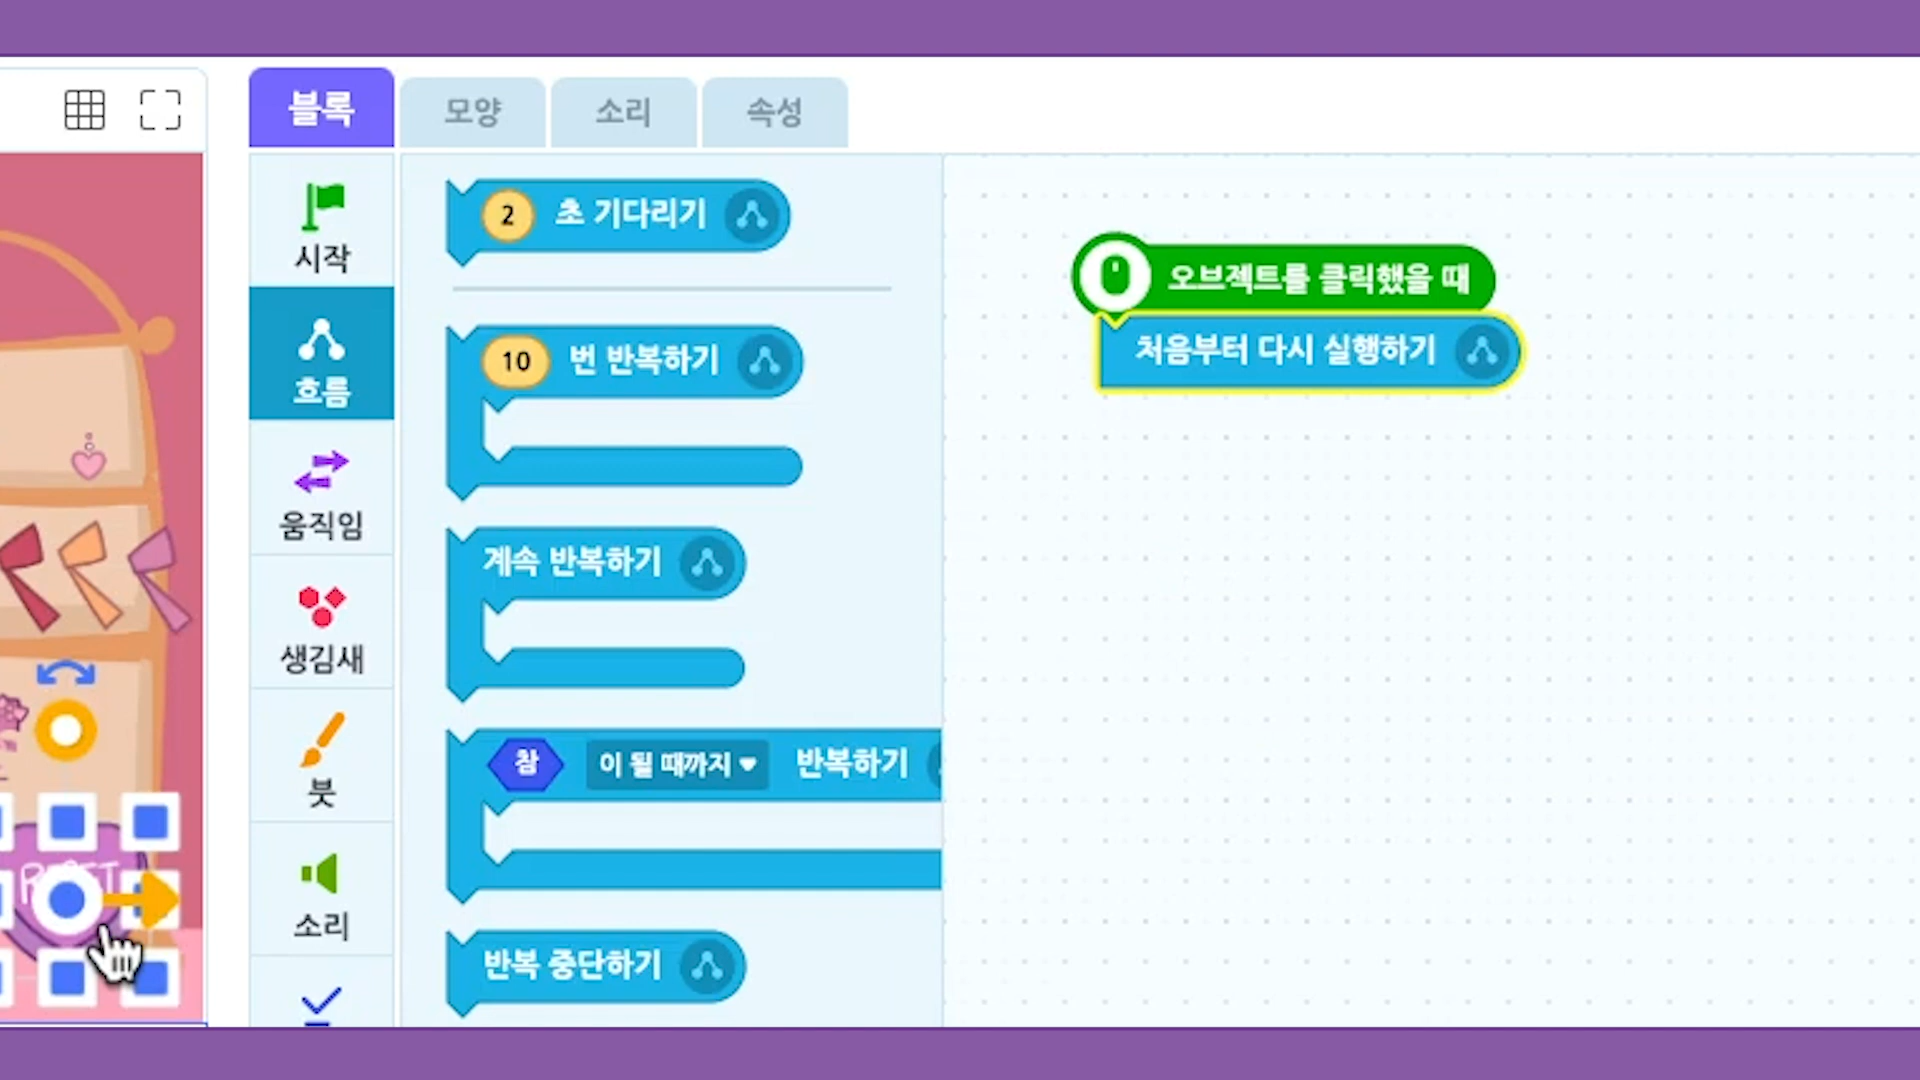 블록
모양
소리
속성
시작
흐름
움직임
생김새
붓
소리
2 초 기다리기
10 번 반복하기
계속 반복하기
참 이 될 때까지 반복하기
반복 중단하기
오브젝트를 클릭했을 때
처음부터 다시 실행하기